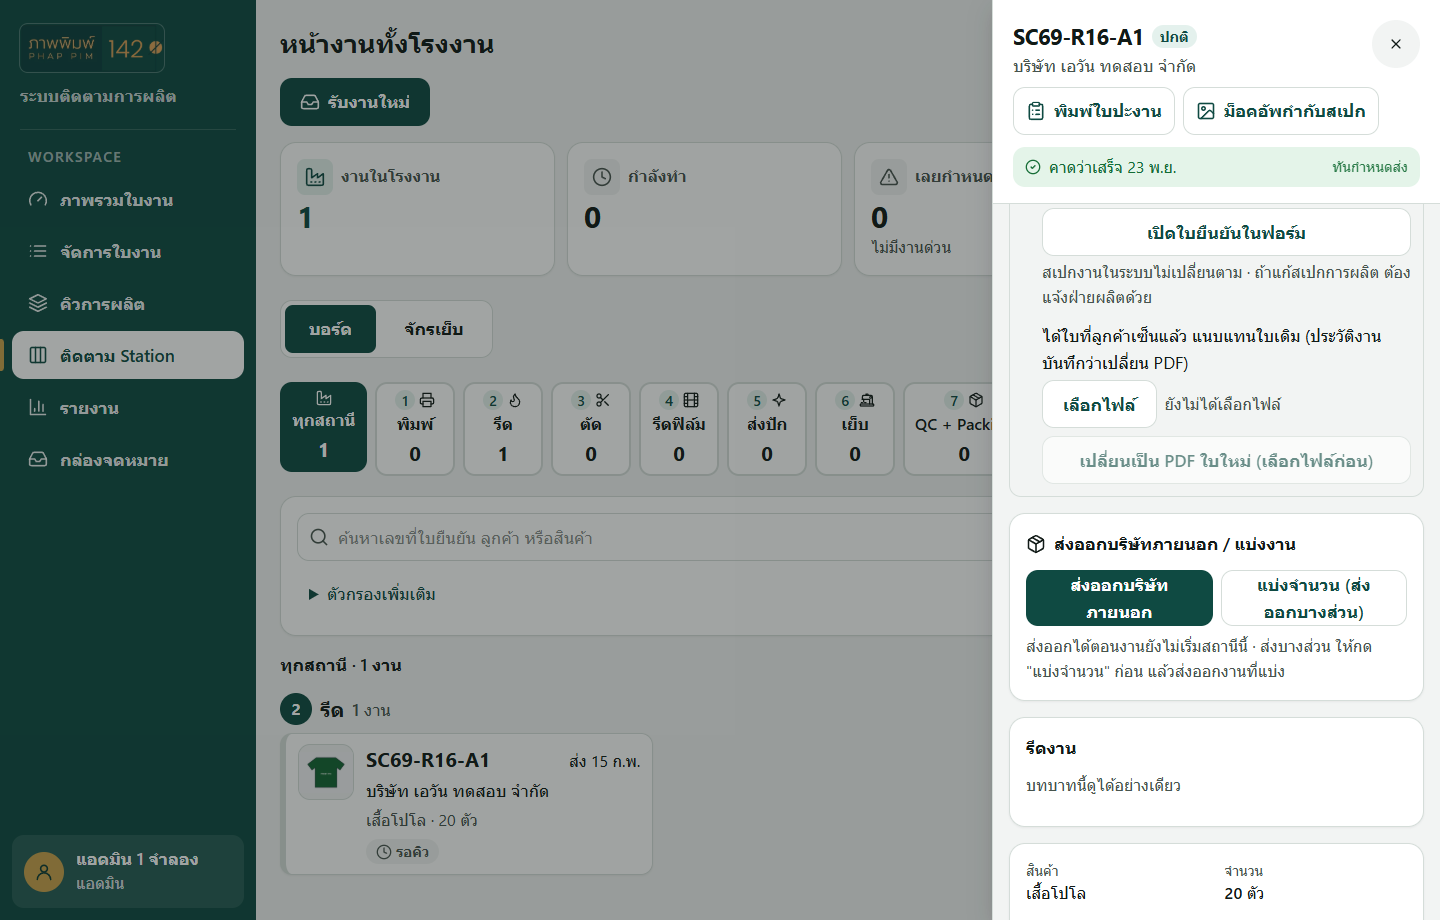 ภาพพิมพ์
PHAP PIM
142
ระบบติดตามการผลิต
WORKSPACE
ภาพรวมใบงาน
จัดการใบงาน
คิวการผลิต
ติดตาม Station
รายงาน
กล่องจดหมาย
แอดมิน 1 จำลอง
แอดมิน
หน้างานทั้งโรงงาน
รับงานใหม่
งานในโรงงาน
1
กำลังทำ
0
เลยกำหนด
0
ไม่มีงานด่วน
บอร์ด
จักรเย็บ
ทุกสถานี
1
1
พิมพ์
0
2
รีด
1
3
ตัด
0
4
รีดฟิล์ม
0
5
ส่งปัก
0
6
เย็บ
0
7
QC + Packi
0
ค้นหาเลขที่ใบยืนยัน ลูกค้า หรือสินค้า
ตัวกรองเพิ่มเติม
ทุกสถานี · 1 งาน
2 รีด 1 งาน
SC69-R16-A1
ส่ง 15 ก.พ.
บริษัท เอวัน ทดสอบ จำกัด
เสื้อโปโล · 20 ตัว
รอคิว
SC69-R16-A1 ปกติ
บริษัท เอวัน ทดสอบ จำกัด
พิมพ์ใบปะงาน
ม็อคอัพกำกับสเปก
คาดว่าเสร็จ 23 พ.ย.
ทันกำหนดส่ง
เปิดใบยืนยันในฟอร์ม
สเปกงานในระบบไม่เปลี่ยนตาม · ถ้าแก้สเปกการผลิต ต้อง
แจ้งฝ่ายผลิตด้วย
ได้ใบที่ลูกค้าเซ็นแล้ว แนบแทนใบเดิม (ประวัติงาน
บันทึกว่าเปลี่ยน PDF)
เลือกไฟล์
ยังไม่ได้เลือกไฟล์
เปลี่ยนเป็น PDF ใบใหม่ (เลือกไฟล์ก่อน)
ส่งออกบริษัทภายนอก / แบ่งงาน
ส่งออกบริษัท
ภายนอก
แบ่งจำนวน (ส่ง
ออกบางส่วน)
ส่งออกได้ตอนงานยังไม่เริ่มสถานีนี้ · ส่งบางส่วน ให้กด
"แบ่งจำนวน" ก่อน แล้วส่งออกงานที่แบ่ง
รีดงาน
บทบาทนี้ดูได้อย่างเดียว
สินค้า
เสื้อโปโล
จำนวน
20 ตัว